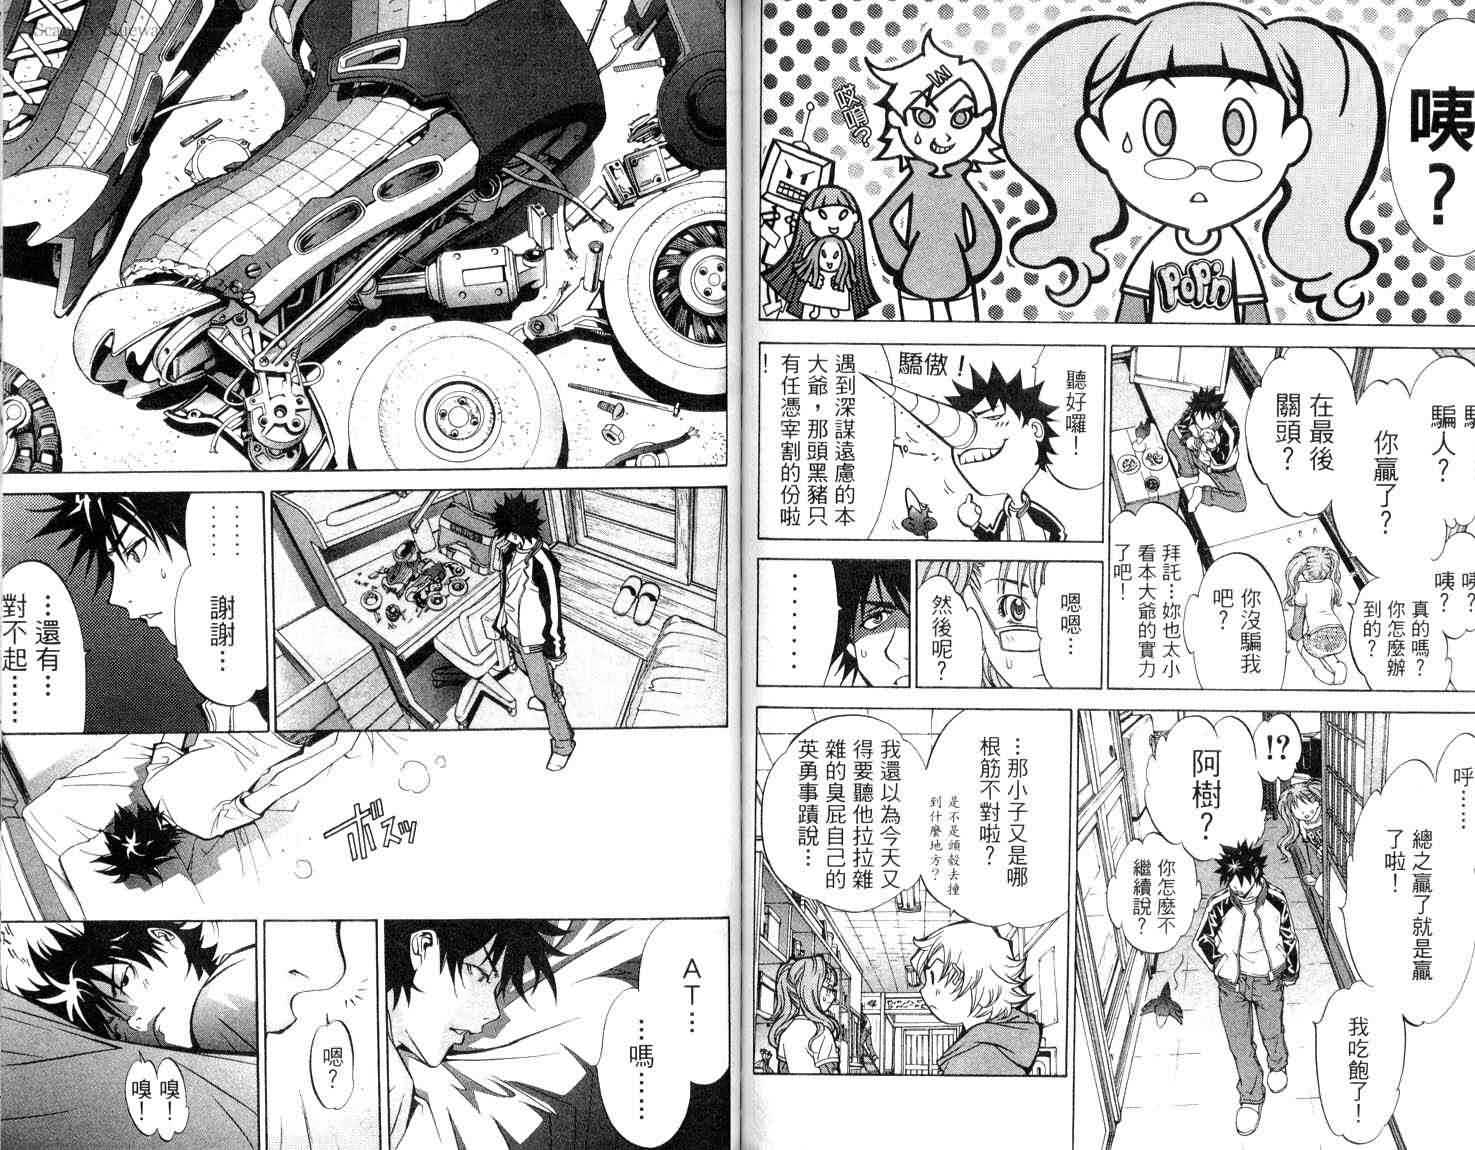 咦？
哎唷？
PoPi'n
騙人？
你贏了？
在最後
關頭？
咦？
咦？
真的嗎？
你怎麼辦
到的？
你沒騙我
吧？
拜託…妳也太小
看本大爺的實力
了吧！
聽好囉！
驕傲！
遇到深謀遠慮的本
大爺，那頭黑豬只
有任憑宰割的份啦
！
嗯嗯…
然後呢？
………
呼……
總之贏了就是贏
了啦！
我吃飽了！
!?
阿樹？
你怎麼不
繼續說？
…那小子又是哪
根筋不對啦？
是不是頭殼去撞
到什麼地方？
我還以為今天又
得要聽他拉拉雜
雜的臭屁自己的
英勇事蹟說…
………
謝謝…
…還有…
對不起……
ボスッ
ＡＴ…
嗎……
嗯？
嗅！
嗅！